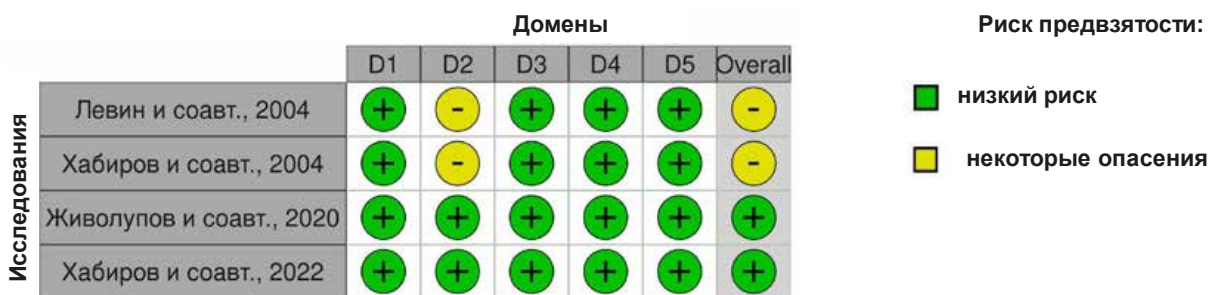 Домены
Риск предвзятости:
D1 D2 D3 D4 D5 Overall
Исследования
Левин и соавт., 2004 + - + + + -
Хабиров и соавт., 2004 + - + + + -
Живолупов и соавт., 2020 + + + + + +
Хабиров и соавт., 2022 + + + + + +
низкий риск
некоторые опасения